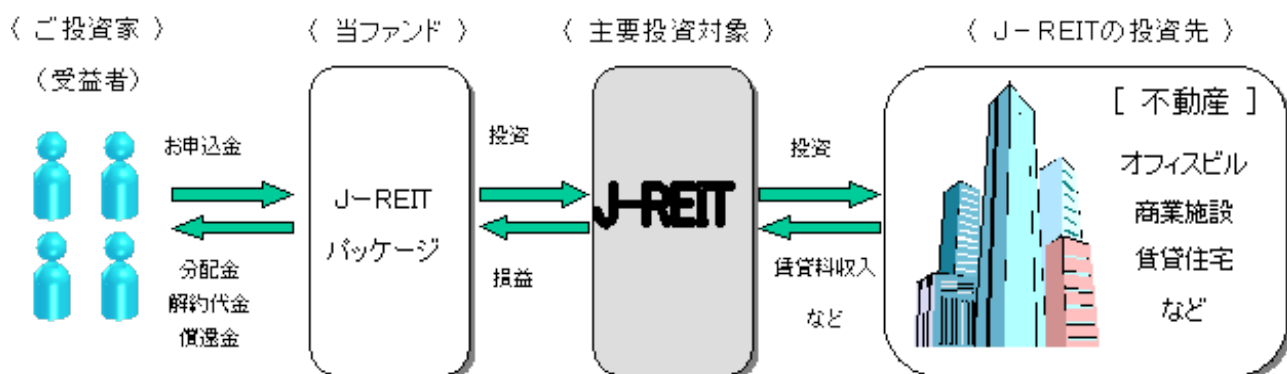 〈 ご投資家 〉
（受益者）
お申込金
分配金
解約代金
償還金
〈 当ファンド 〉
J－REIT
パッケージ
投資
損益
〈 主要投資対象 〉
J-REIT
投資
賃貸料収入
など
〈 J－REITの投資先 〉
[ 不動産 ]
オフィスビル
商業施設
賃貸住宅
など